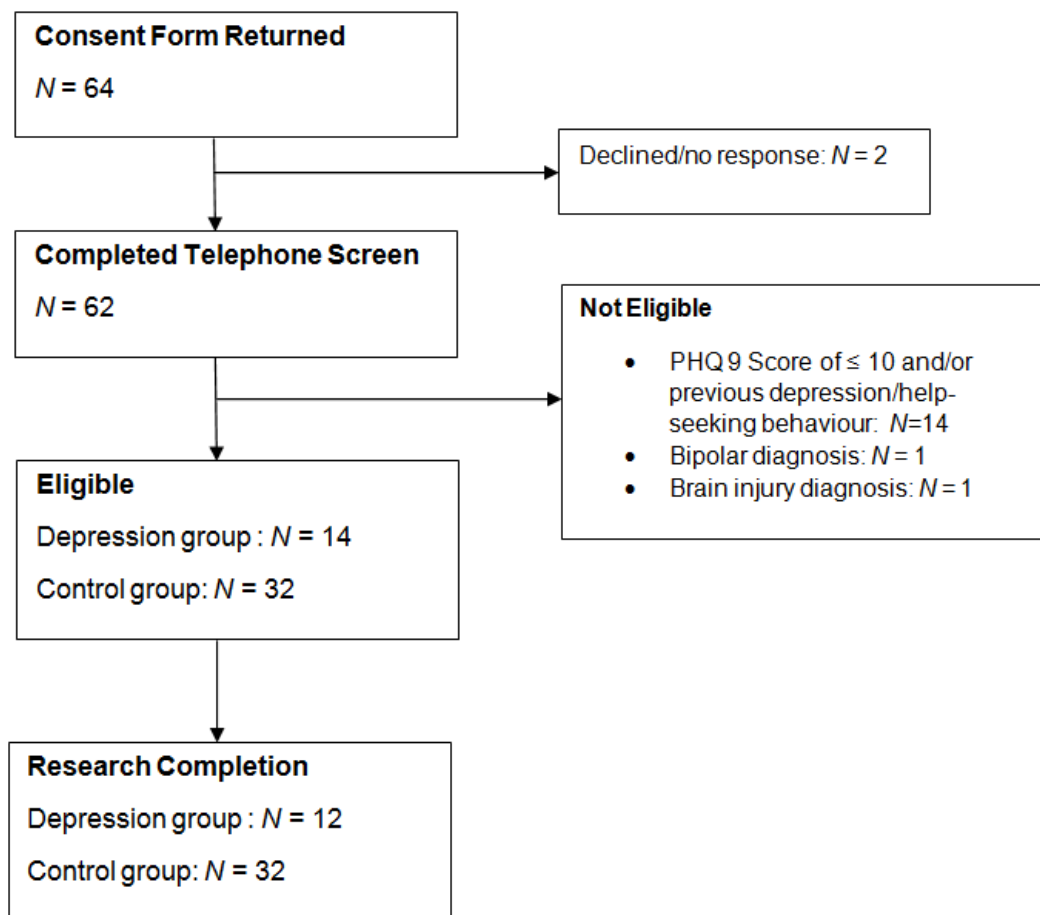 Consent Form Returned
N = 64
Declined/no response: N = 2
Completed Telephone Screen
N = 62
Not Eligible
• PHQ 9 Score of ≤ 10 and/or
previous depression/help-
seeking behaviour: N=14
• Bipolar diagnosis: N = 1
• Brain injury diagnosis: N = 1
Eligible
Depression group : N = 14
Control group: N = 32
Research Completion
Depression group : N = 12
Control group: N = 32